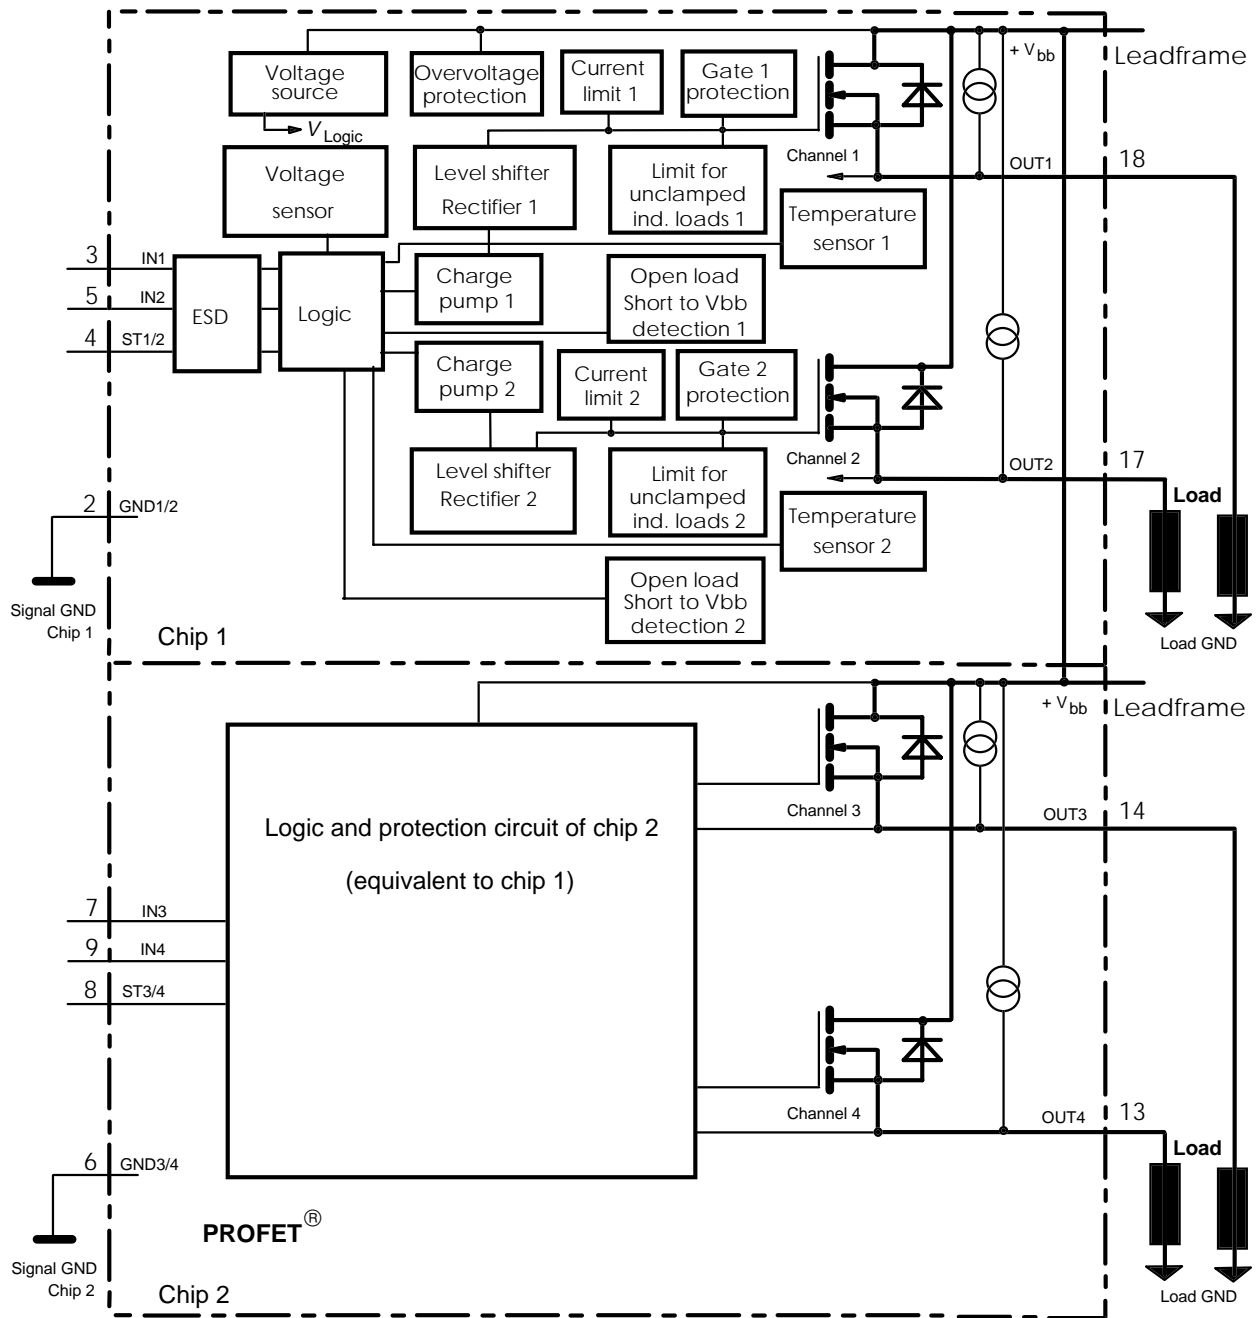 + Vbb
Leadframe
Voltage
source
Overvoltage
protection
Current
limit 1
Gate 1
protection
VLogic
Channel 1
OUT1
18
Voltage
sensor
Level shifter
Rectifier 1
Limit for
unclamped
ind. loads 1
Temperature
sensor 1
3
IN1
5
IN2
4
ST1/2
ESD
Logic
Charge
pump 1
Open load
Short to Vbb
detection 1
Charge
pump 2
Current
limit 2
Gate 2
protection
Channel 2
OUT2
17
Level shifter
Rectifier 2
Limit for
unclamped
ind. loads 2
Temperature
sensor 2
Load
2
GND1/2
Signal GND
Chip 1
Open load
Short to Vbb
detection 2
Chip 1
Load GND
+ Vbb
Leadframe
Channel 3
OUT3
14
Logic and protection circuit of chip 2
(equivalent to chip 1)
7
IN3
9
IN4
8
ST3/4
Channel 4
OUT4
13
Load
6
GND3/4
PROFET®
Signal GND
Chip 2
Chip 2
Load GND